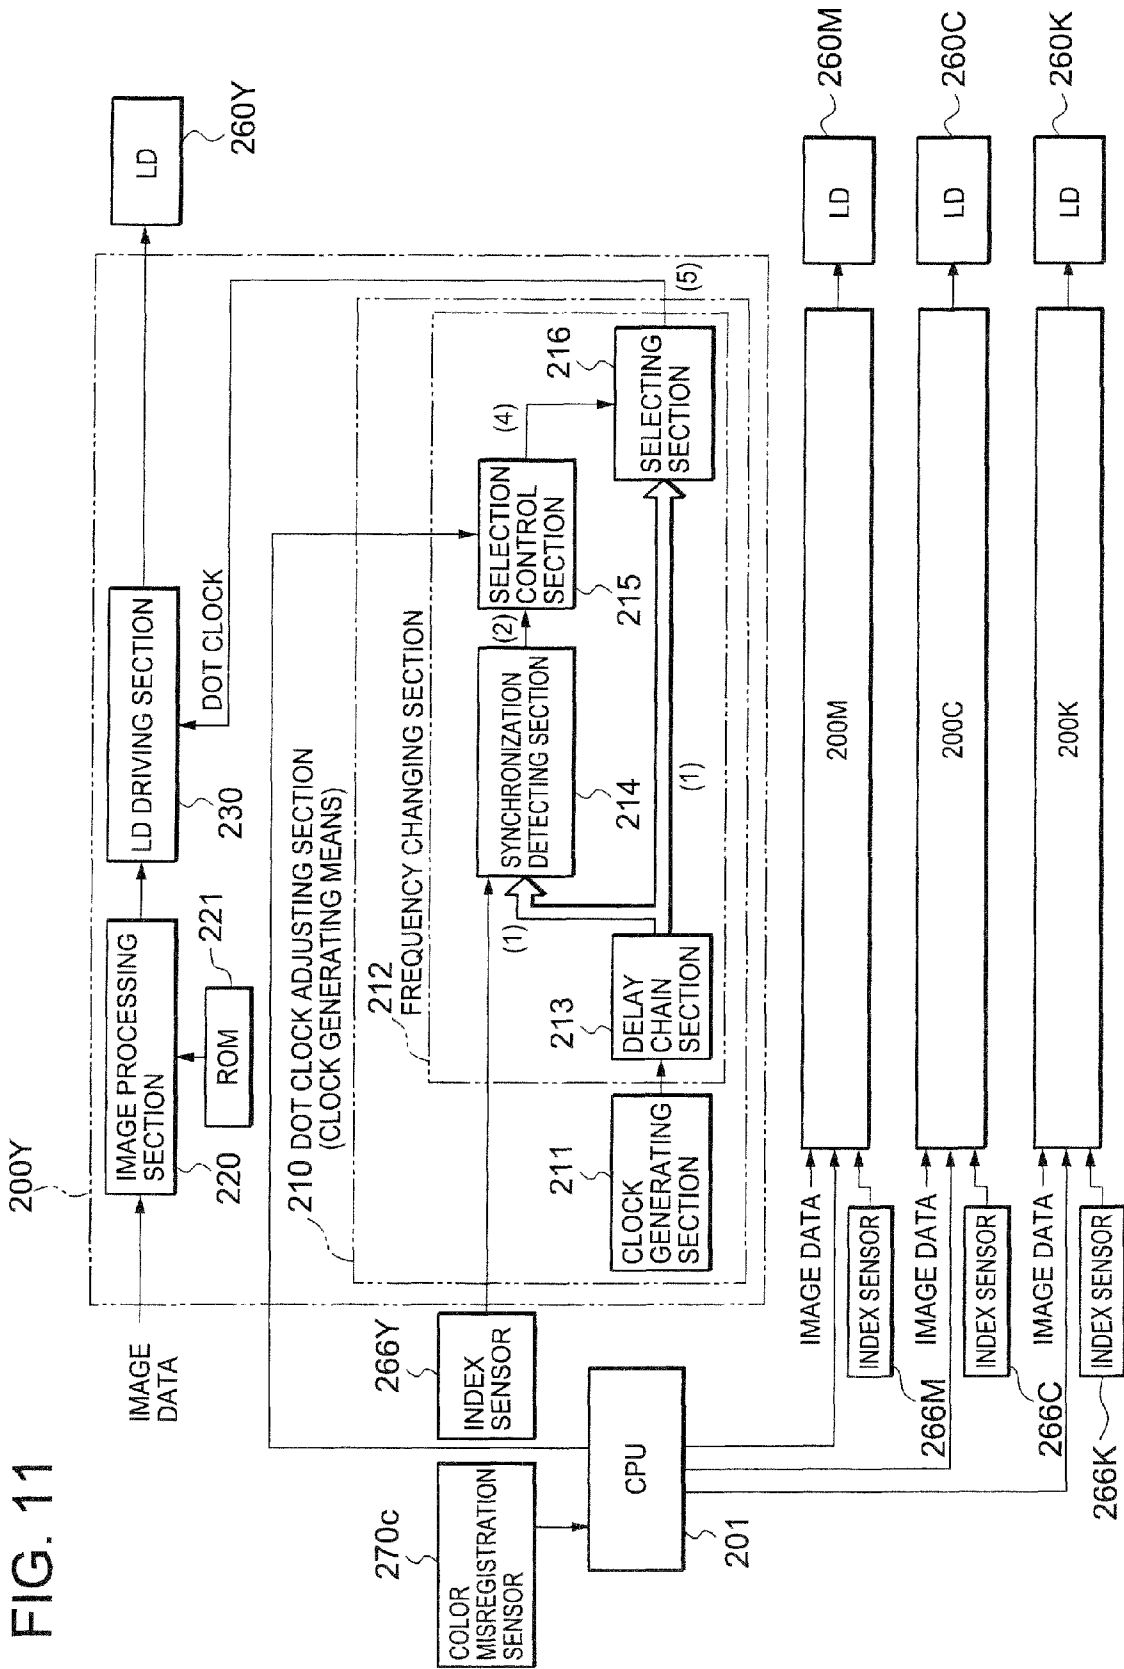 FIG. 11
200Y
IMAGE
DATA
IMAGE PROCESSING
SECTION
220
ROM
221
LD DRIVING SECTION
230
DOT CLOCK
LD
260Y
210 DOT CLOCK ADJUSTING SECTION
(CLOCK GENERATING MEANS)
212
FREQUENCY CHANGING SECTION
270c
COLOR
MISREGISTRATION
SENSOR
266Y
INDEX
SENSOR
CPU
201
211
CLOCK
GENERATING
SECTION
213
DELAY
CHAIN
SECTION
(1)
(1)
SYNCHRONIZATION
DETECTING SECTION
214
(2)
SELECTION
CONTROL
SECTION
215
(4)
216
SELECTING
SECTION
(5)
IMAGE DATA
INDEX SENSOR
266M
200M
LD
260M
IMAGE DATA
INDEX SENSOR
266C
200C
LD
260C
IMAGE DATA
INDEX SENSOR
266K
200K
LD
260K